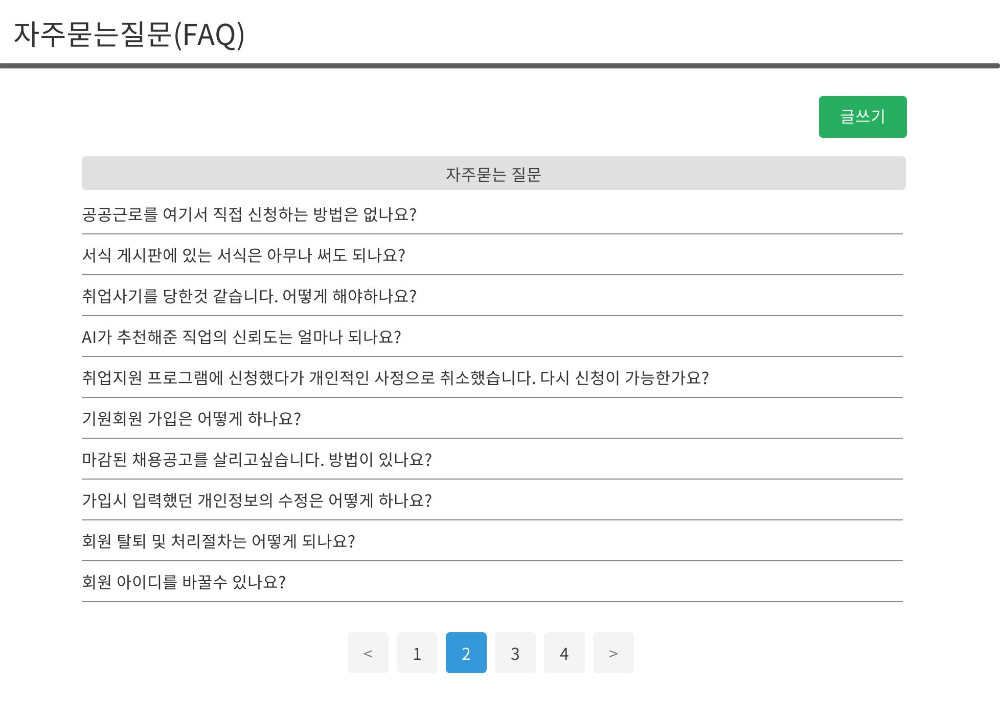 자주묻는질문(FAQ)
글쓰기
자주묻는 질문
공공근로를 여기서 직접 신청하는 방법은 없나요?
서식 게시판에 있는 서식은 아무나 써도 되나요?
취업사기를 당한것 같습니다. 어떻게 해야하나요?
AI가 추천해준 직업의 신뢰도는 얼마나 되나요?
취업지원 프로그램에 신청했다가 개인적인 사정으로 취소했습니다. 다시 신청이 가능한가요?
기원회원 가입은 어떻게 하나요?
마감된 채용공고를 살리고싶습니다. 방법이 있나요?
가입시 입력했던 개인정보의 수정은 어떻게 하나요?
회원 탈퇴 및 처리절차는 어떻게 되나요?
회원 아이디를 바꿀수 있나요?
< 1 2 3 4 >